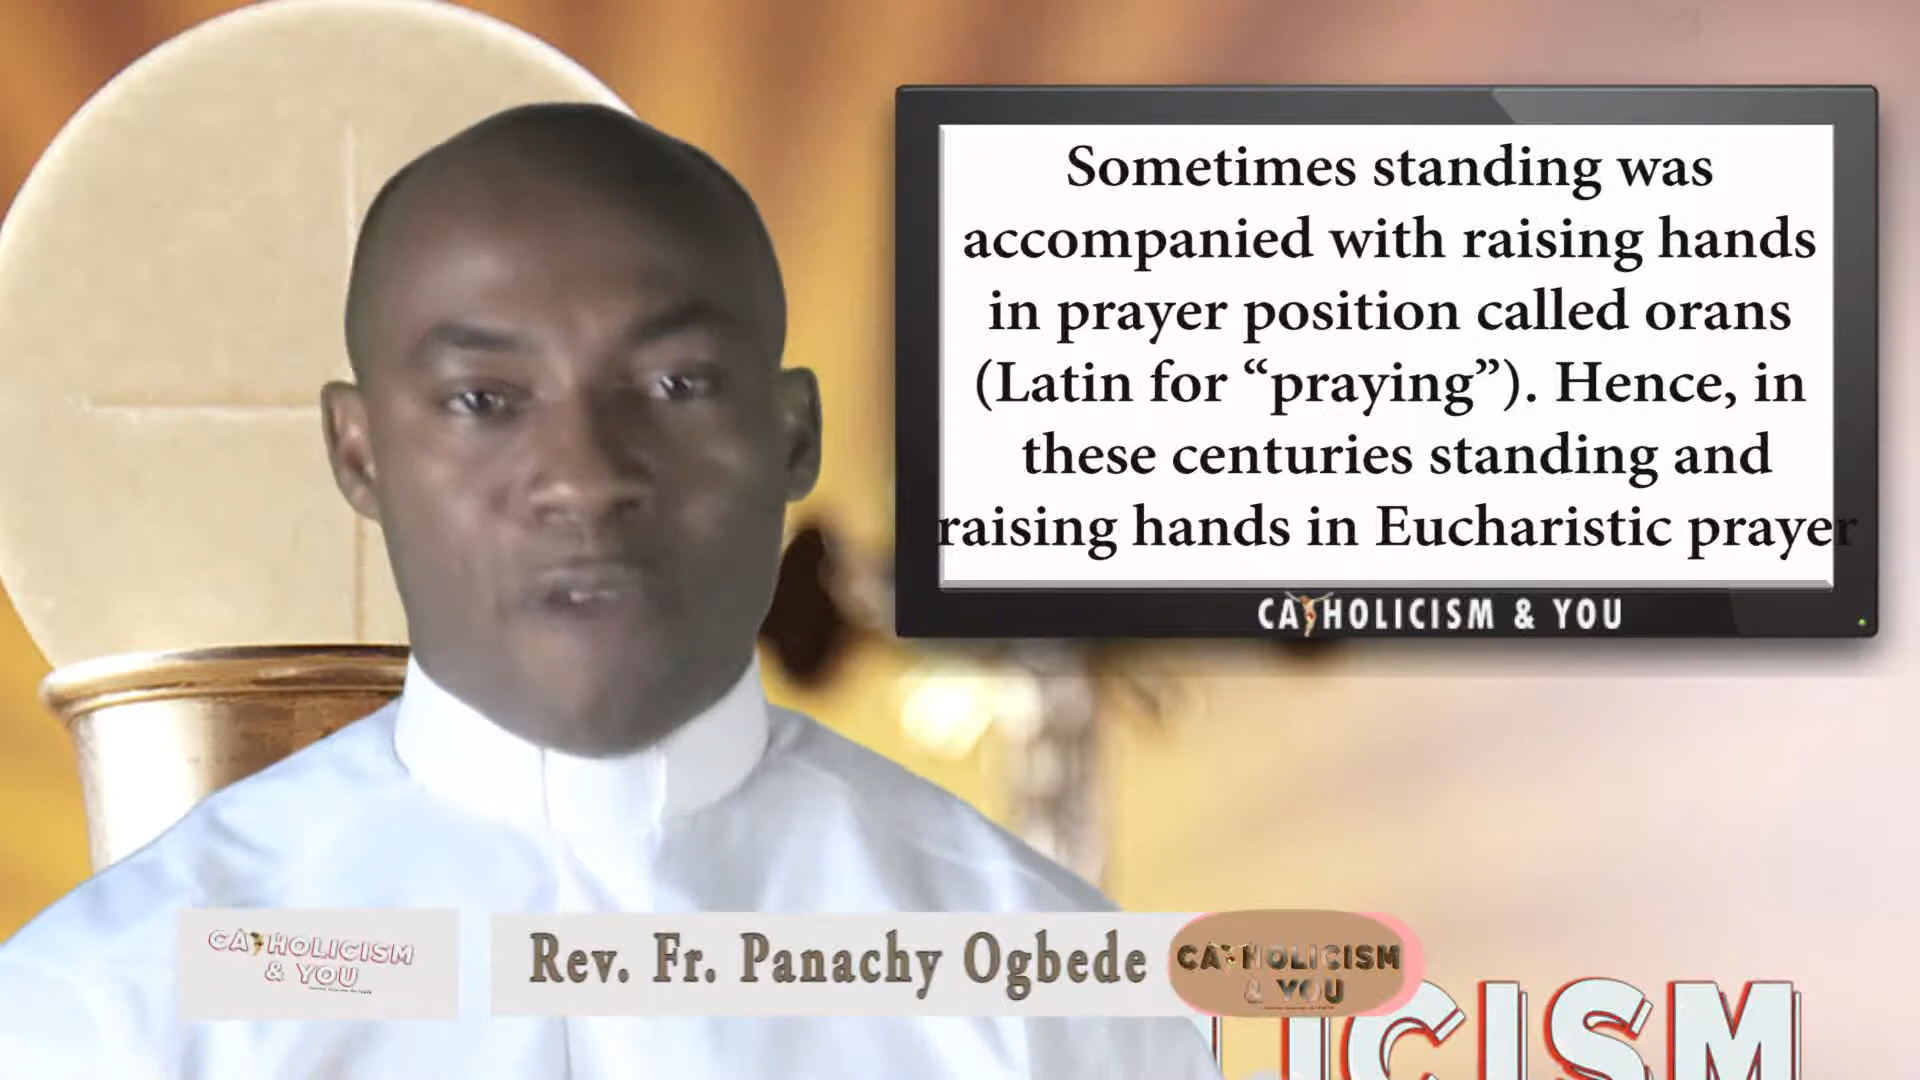 Sometimes standing was
accompanied with raising hands
in prayer position called orans
(Latin for “praying”). Hence, in
these centuries standing and
raising hands in Eucharistic prayer
CATHOLICISM & YOU
CATHOLICISM
& YOU
Rev. Fr. Panachy Ogbede
CATHOLICISM
& YOU
ICISM